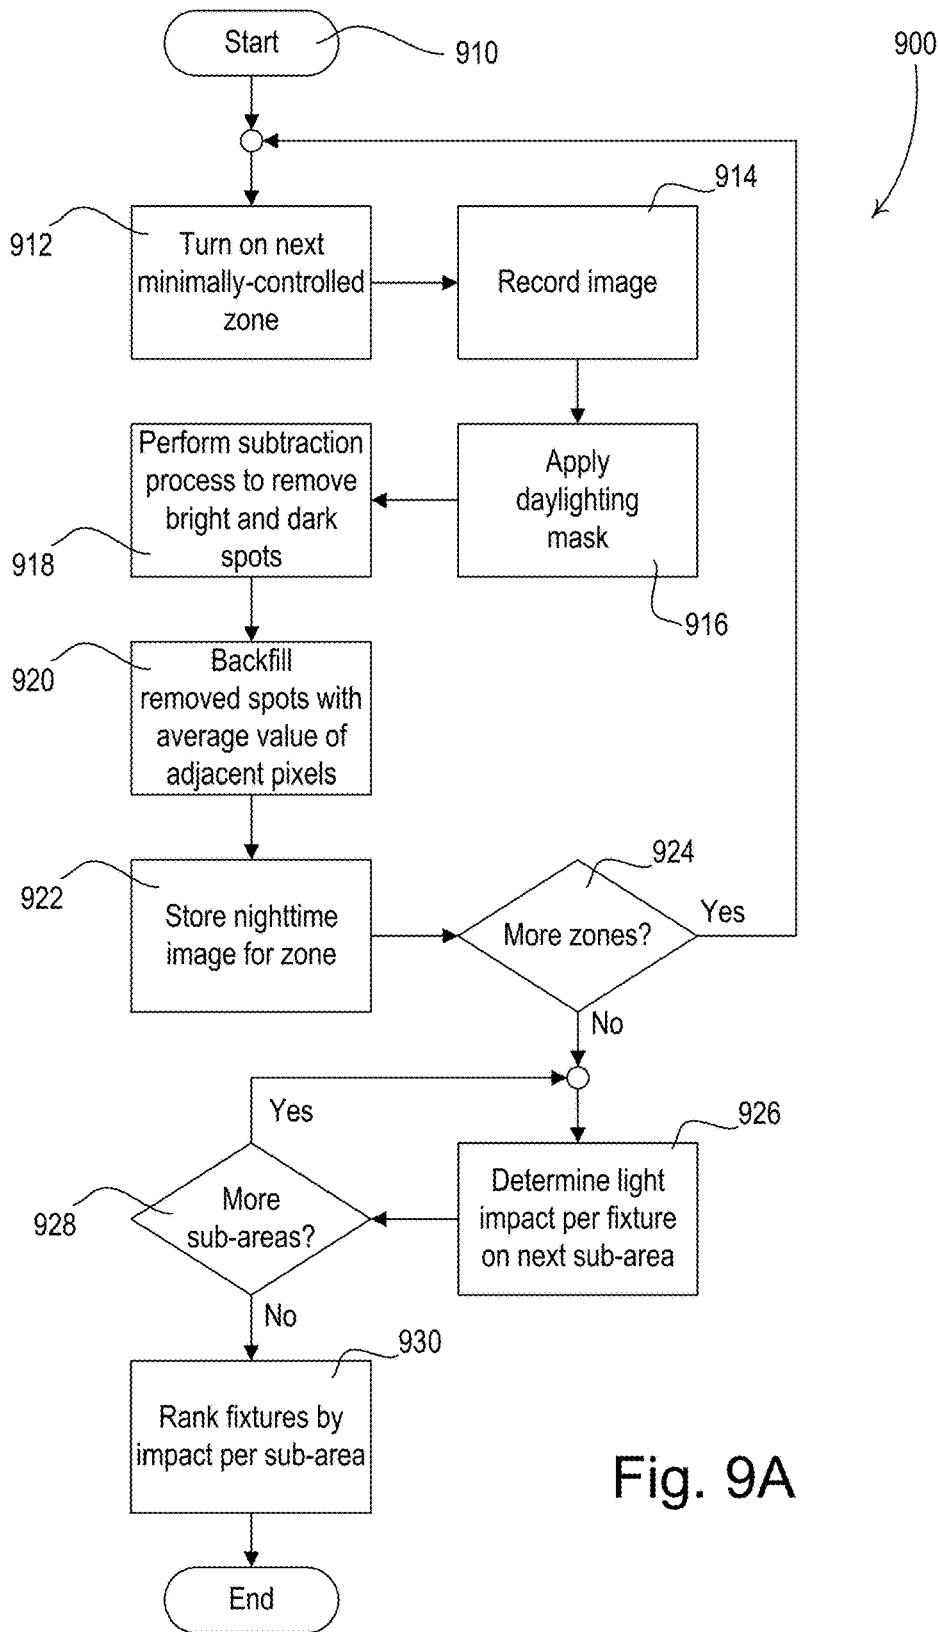 Start
910
900
912
Turn on next
minimally-controlled
zone
914
Record image
Apply
daylighting
mask
916
Perform subtraction
process to remove
bright and dark
spots
918
920
Backfill
removed spots with
average value of
adjacent pixels
922
Store nighttime
image for zone
924
More zones?
Yes
No
926
Determine light
impact per fixture
on next sub-area
Yes
928
More
sub-areas?
No
930
Rank fixtures by
impact per sub-area
End
Fig. 9A